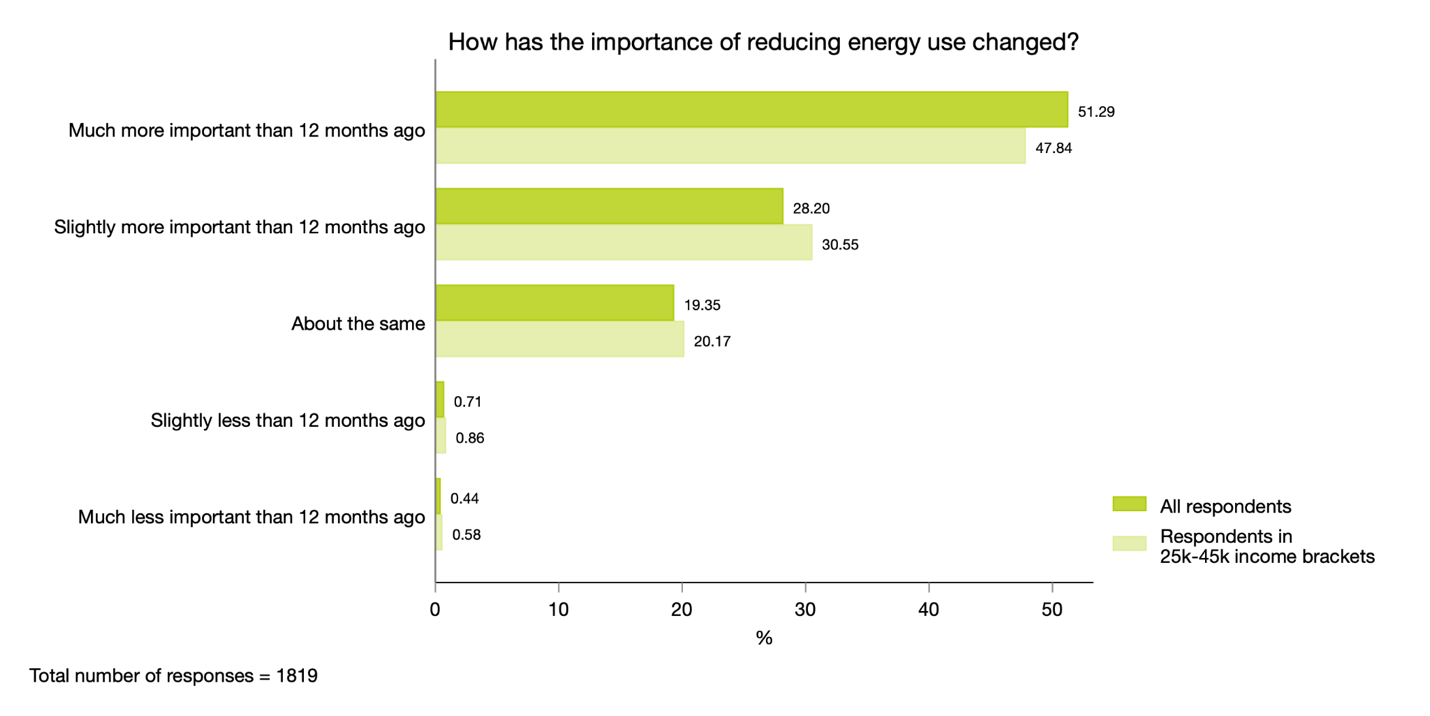 How has the importance of reducing energy use changed?
Much more important than 12 months ago
51.29
47.84
Slightly more important than 12 months ago
28.20
30.55
About the same
19.35
20.17
Slightly less than 12 months ago
0.71
0.86
Much less important than 12 months ago
0.44
0.58
All respondents
Respondents in
25k-45k income brackets
0 10 20 30 40 50
%
Total number of responses = 1819